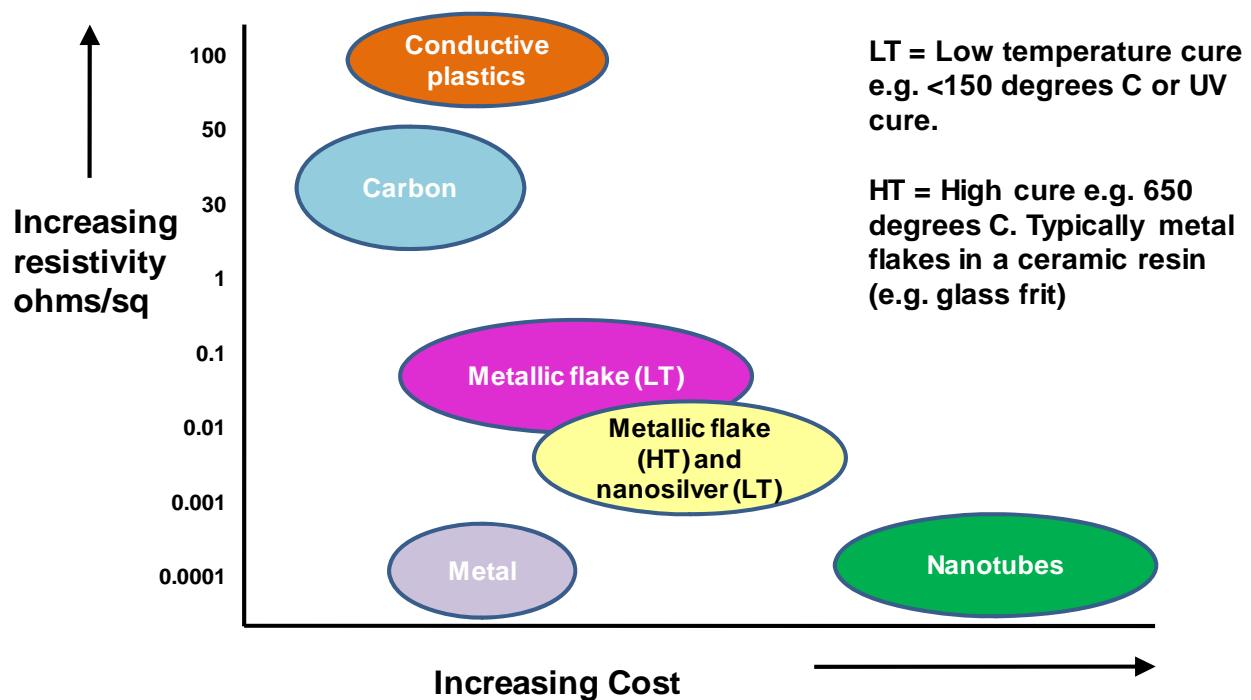 Increasing
resistivity
ohms/sq
100
50
30
1
0.1
0.01
0.001
0.0001
Conductive
plastics
Carbon
Metallic flake (LT)
Metallic flake
(HT) and
nanosilver (LT)
Metal
Nanotubes
LT = Low temperature cure
e.g. <150 degrees C or UV
cure.
HT = High cure e.g. 650
degrees C. Typically metal
flakes in a ceramic resin
(e.g. glass frit)
Increasing Cost